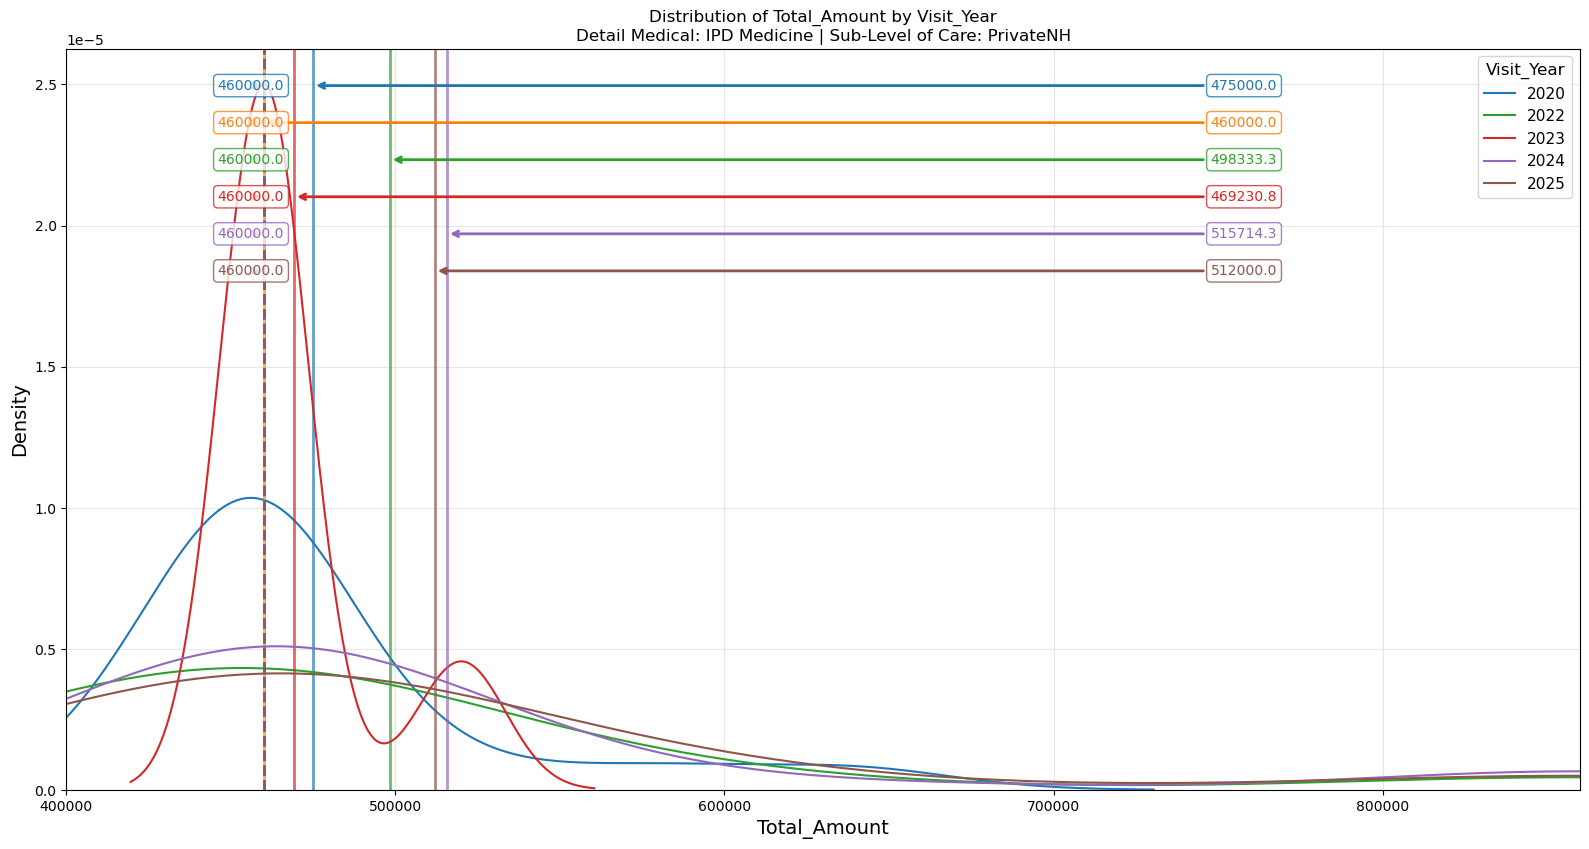 Distribution of Total_Amount by Visit_Year
Detail Medical: IPD Medicine | Sub-Level of Care: PrivateNH
1e−5
Visit_Year
2020
2022
2023
2024
2025
460000.0 475000.0
460000.0 460000.0
460000.0 498333.3
460000.0 469230.8
460000.0 515714.3
460000.0 512000.0
2.5
2.0
1.5
1.0
0.5
0.0
Density
400000 500000 600000 700000 800000
Total_Amount